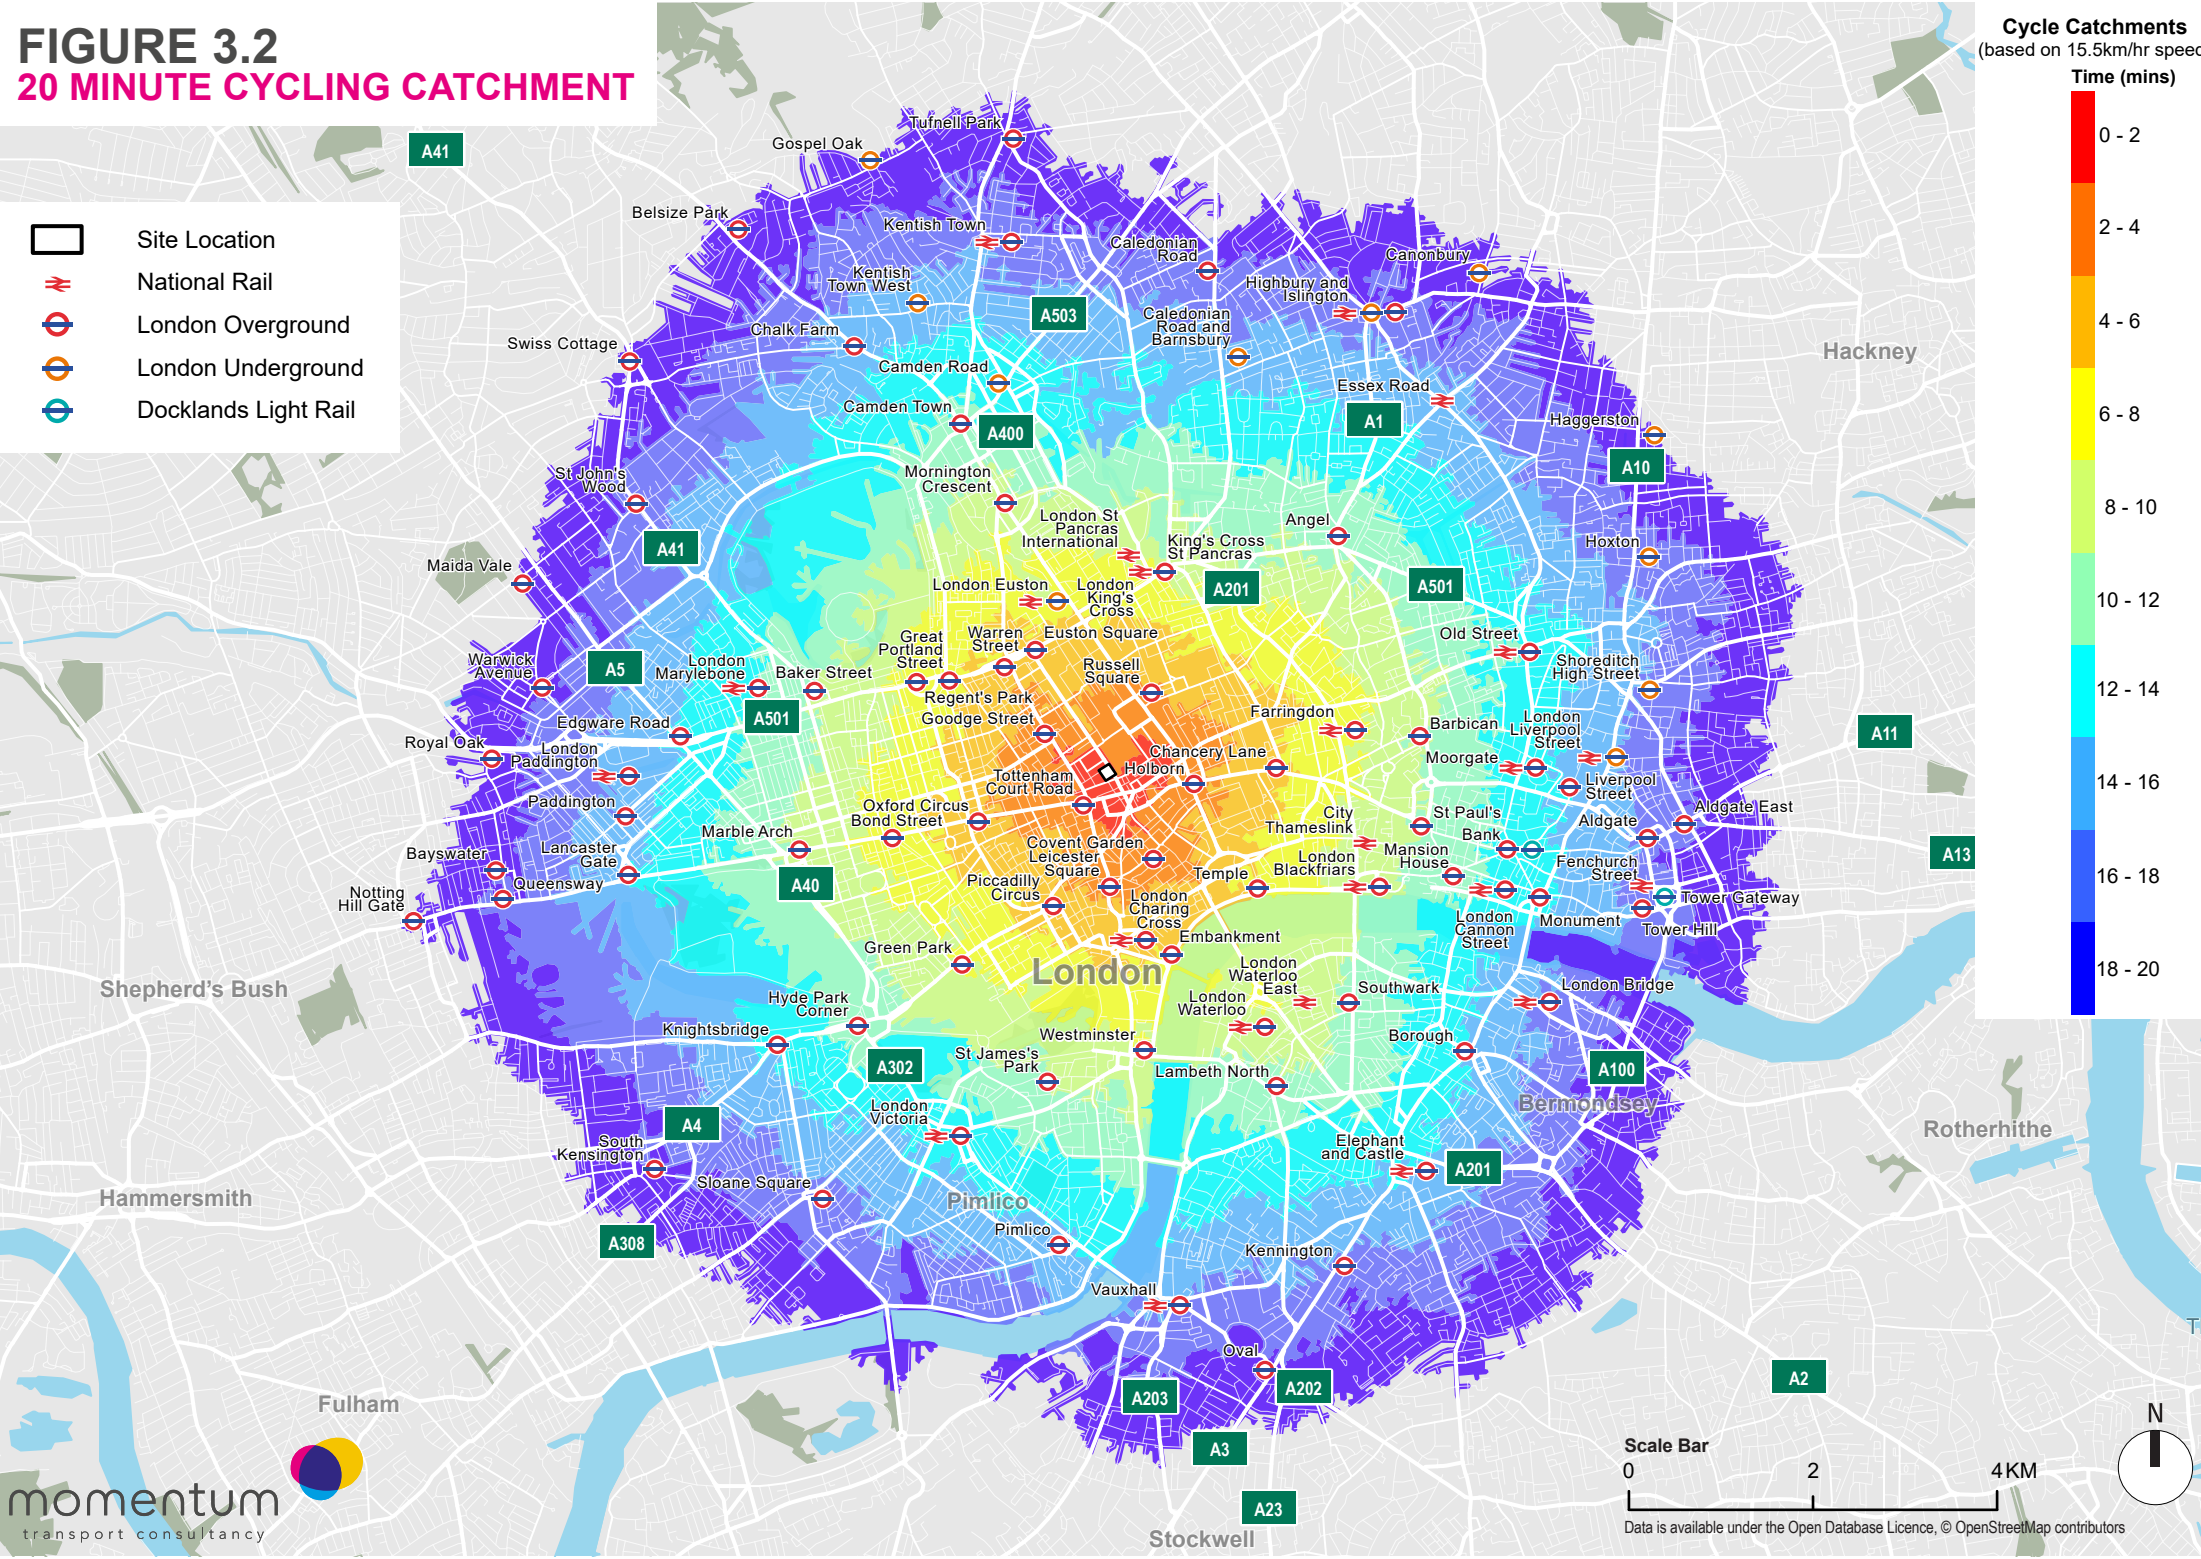 FIGURE 3.2
20 MINUTE CYCLING CATCHMENT
Site Location
National Rail
London Overground
London Underground
Docklands Light Rail
Cycle Catchments
(based on 15.5km/hr speed
Time (mins)
0 - 2
2 - 4
4 - 6
6 - 8
8 - 10
10 - 12
12 - 14
14 - 16
16 - 18
18 - 20
A41
Tufnell Park
Gospel Oak
Belsize Park
Kentish Town
Caledonian
Road
Canonbury
Kentish
Town West
Highbury and
Islington
A503
Chalk Farm
Caledonian
Road and
Barnsbury
Swiss Cottage
Hackney
Camden Road
Essex Road
Camden Town
A400
A1
Haggerston
A10
St John's
Wood
Mornington
Crescent
London St
Pancras
International
Angel
King's Cross
St Pancras
A41
Hoxton
Maida Vale
London Euston
London
King's
Cross
A201
A501
Great
Portland
Street
Warren
Street
Euston Square
Old Street
Warwick
Avenue
A5
London
Marylebone
Baker Street
Russell
Square
Shoreditch
High Street
Regent's Park
A501
Goodge Street
Farringdon
Barbican
London
Liverpool
Street
Edgware Road
A11
Royal Oak
London
Paddington
Chancery Lane
Holborn
Moorgate
Tottenham
Court Road
Liverpool
Street
Paddington
Oxford Circus
Bond Street
City
Thameslink
St Paul's
Aldgate East
Aldgate
Marble Arch
Bank
Covent Garden
Leicester
Square
Mansion
House
A13
Bayswater
Lancaster
Gate
London
Blackfriars
Fenchurch
Street
Queensway
A40
Piccadilly
Circus
Temple
Notting
Hill Gate
London
Charing
Cross
Tower Gateway
London
Cannon
Street
Monument
Tower Hill
Green Park
Embankment
London
London
Waterloo
East
Shepherd's Bush
Southwark
London Bridge
Hyde Park
Corner
London
Waterloo
Knightsbridge
Westminster
Borough
A302
St James's
Park
Lambeth North
A100
Bermondsey
London
Victoria
A4
Rotherhithe
South
Kensington
Elephant
and Castle
A201
Sloane Square
Hammersmith
Pimlico
Pimlico
A308
Kennington
Vauxhall
T
Oval
A202
A203
A2
Fulham
A3
A23
Stockwell
momentum
transport consultancy
N
Scale Bar
0 2 4KM
Data is available under the Open Database Licence, © OpenStreetMap contributors